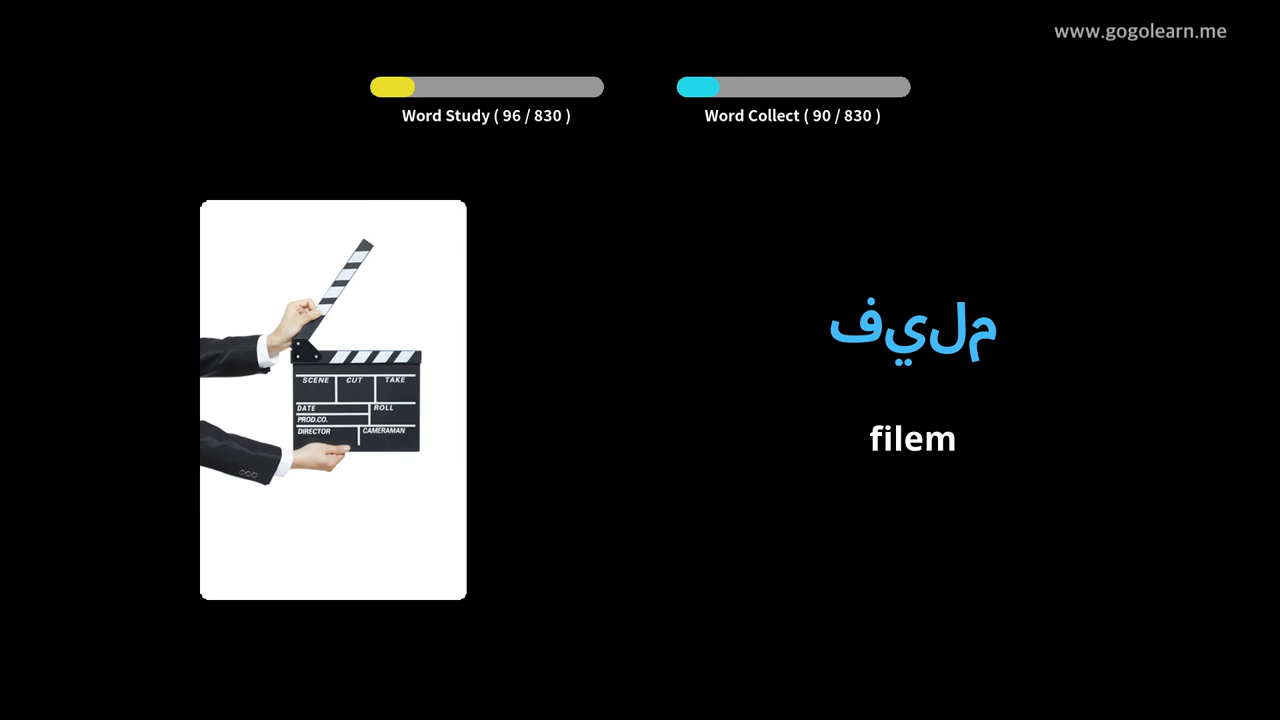 www.gogolearn.me
Word Study ( 96 / 830 )
Word Collect ( 90 / 830 )
SCENE CUT TAKE
DATE ROLL
PROD.CO.
DIRECTOR CAMERAMAN
مليف
filem